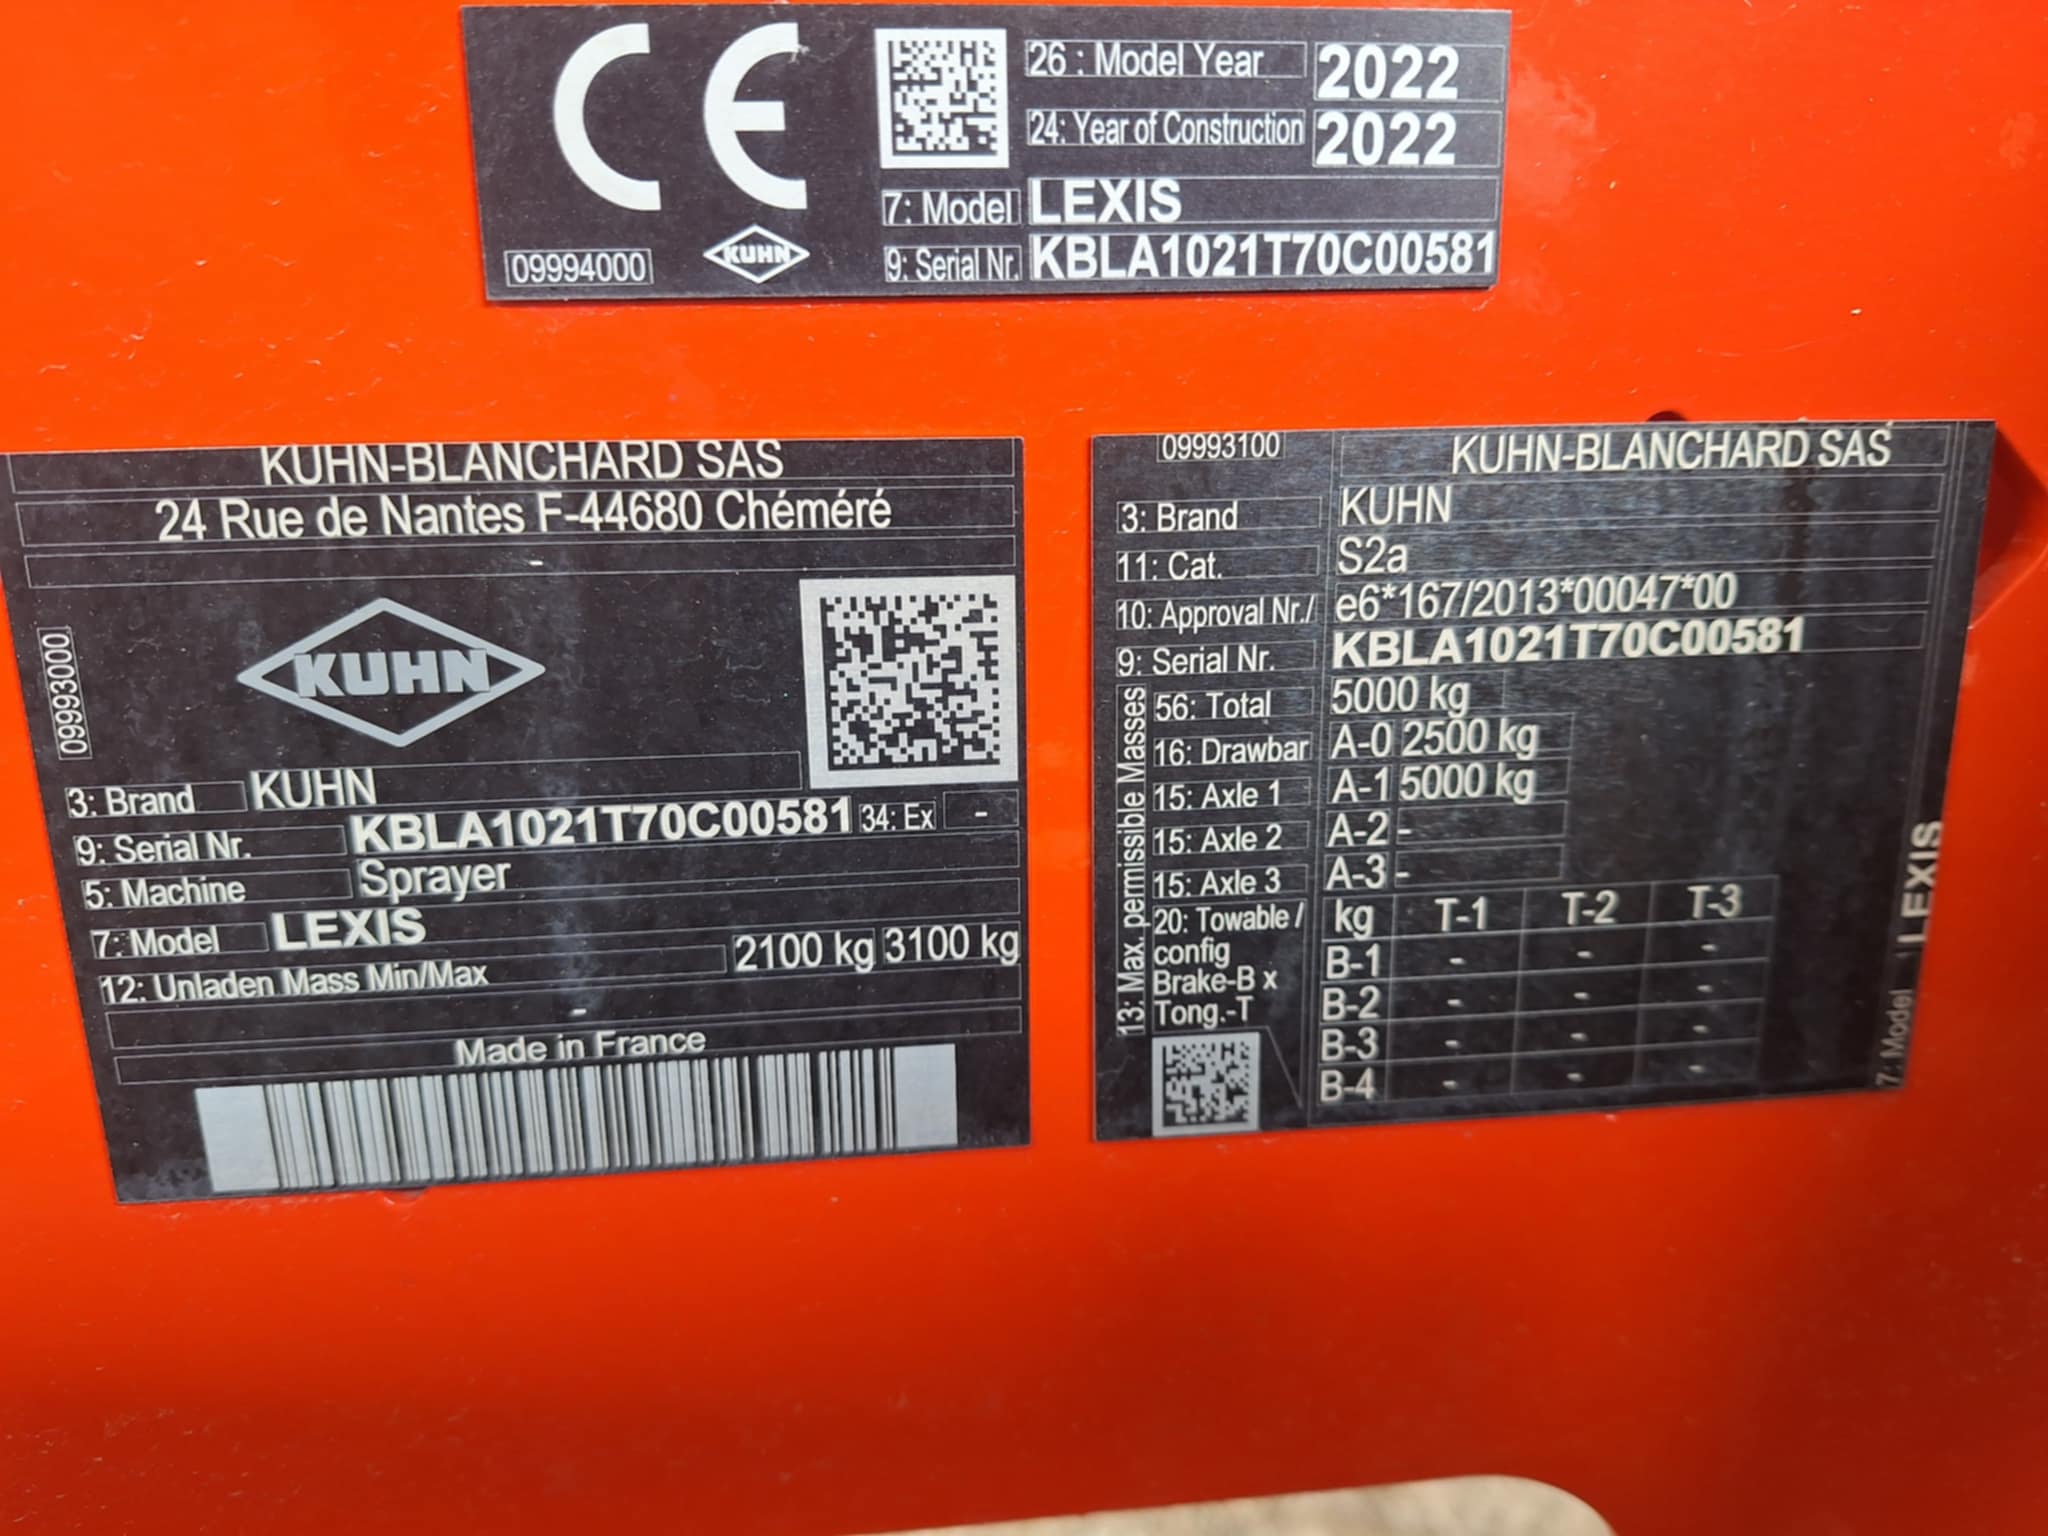 CE
26 : Model Year 2022
24: Year of Construction 2022
7: Model LEXIS
9: Serial Nr. KBLA1021T70C00581
09994000
KUHN
KUHN-BLANCHARD SAS
24 Rue de Nantes F-44680 Chéméré
-
09993000
KUHN
3: Brand KUHN
9: Serial Nr. KBLA1021T70C00581 34: Ex -
5: Machine Sprayer
7: Model LEXIS
12: Unladen Mass Min/Max 2100 kg 3100 kg
-
Made in France
09993100 KUHN-BLANCHARD SAS
3: Brand KUHN
11: Cat. S2a
10: Approval Nr./ e6*167/2013*00047*00
9: Serial Nr. KBLA1021T70C00581
13: Max. permissible Masses
56: Total 5000 kg
16: Drawbar A-0 2500 kg
15: Axle 1 A-1 5000 kg
15: Axle 2 A-2 -
15: Axle 3 A-3 -
20: Towable /
config
Brake-B x
Tong.-T
kg T-1 T-2 T-3
B-1 - - -
B-2 - - -
B-3 - - -
B-4 - - -
7: Model LEXIS